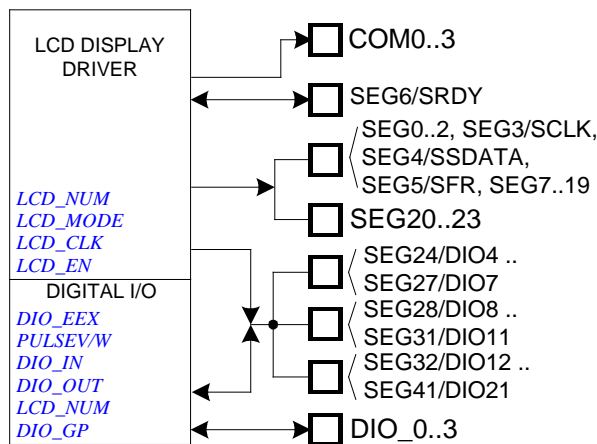 LCD DISPLAY
DRIVER
LCD_NUM
LCD_MODE
LCD_CLK
LCD_EN
DIGITAL I/O
DIO_EEX
PULSEV/W
DIO_IN
DIO_OUT
LCD_NUM
DIO_GP
COM0..3
SEG6/SRDY
SEG0..2, SEG3/SCLK,
SEG4/SSDATA,
SEG5/SFR, SEG7..19
SEG20..23
SEG24/DIO4 ..
SEG27/DIO7
SEG28/DIO8 ..
SEG31/DIO11
SEG32/DIO12 ..
SEG41/DIO21
DIO_0..3